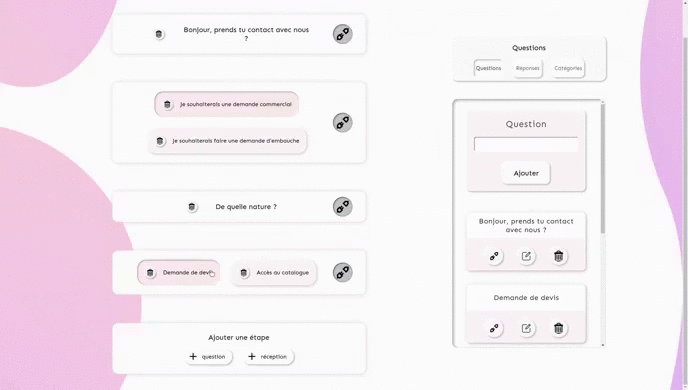 Bonjour, prends tu contact avec nous
?
Je souhaiterais une demande commercial
Je souhaiterais faire une demande d'embauche
De quelle nature ?
Demande de devis
Accès au catalogue
Ajouter une étape
+ question
+ réception
Questions
Questions
Réponses
Catégories
Question
Ajouter
Bonjour, prends tu contact
avec nous ?
Demande de devis